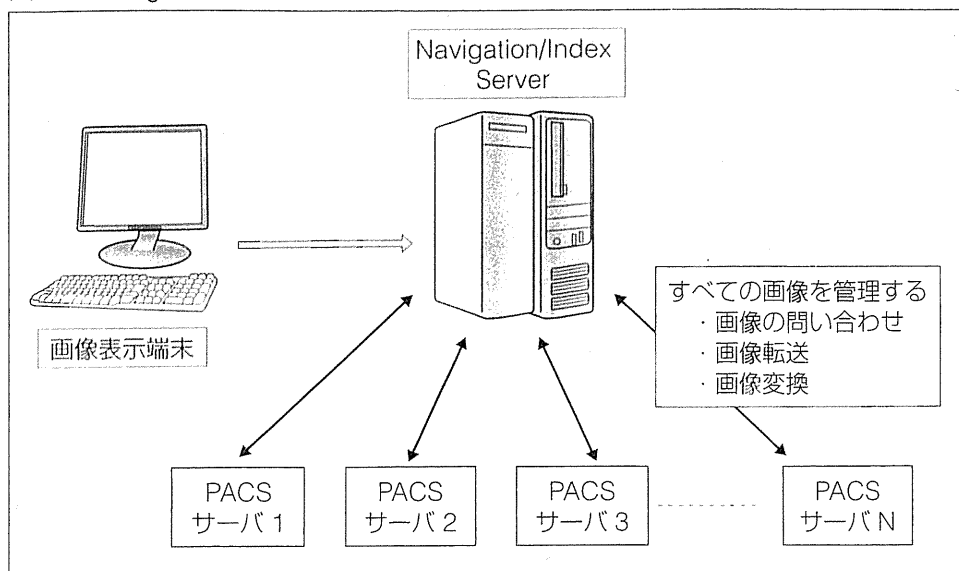 Navigation/Index
Server
すべての画像を管理する
・画像の問い合わせ
・画像転送
・画像変換
画像表示端末
PACS
サーバ 1
PACS
サーバ 2
PACS
サーバ 3
PACS
サーバ N